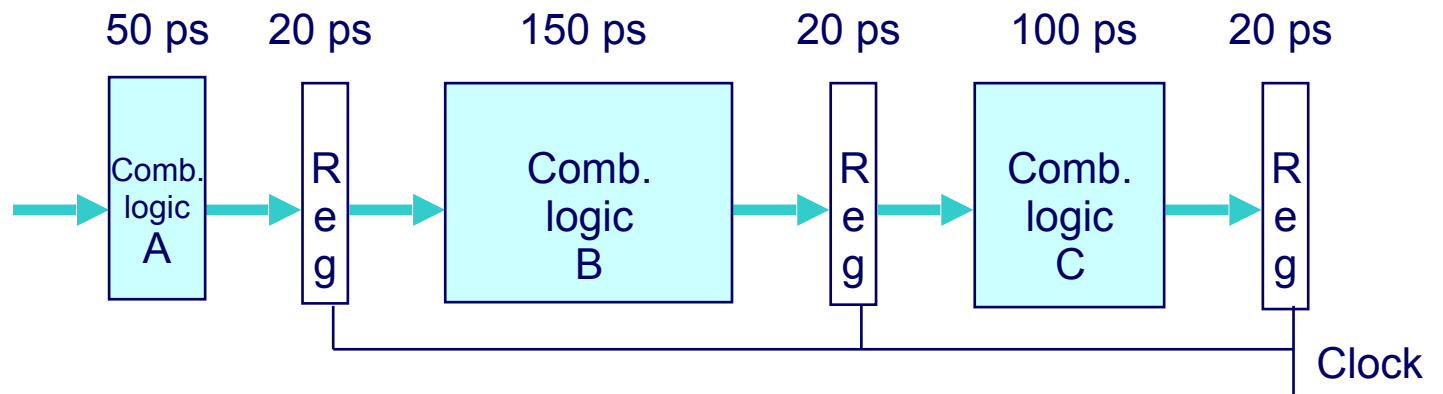 50 ps
20 ps
150 ps
20 ps
100 ps
20 ps
Comb.
logic
A
R
e
g
Comb.
logic
B
R
e
g
Comb.
logic
C
R
e
g
Clock